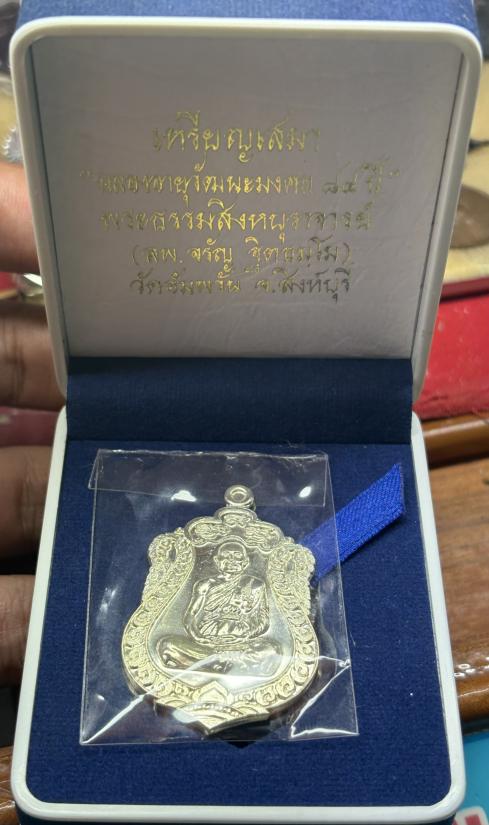 เหรียญเสมา
"ฉลองอายุวัฒนะมงคล ๘๔ ปี"
พระธรรมสิงหบุราจารย์
(ลพ.จรัญ ฐิตธมฺโม)
วัดอัมพวัน จ.สิงห์บุรี